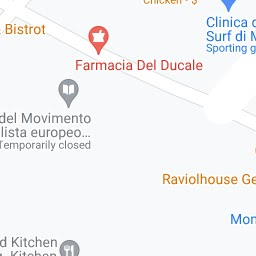 Chicken - $
Bistrot
Clinica d
Surf di M
Sporting g
Farmacia Del Ducale
del Movimento
lista europeo...
Temporarily closed
Raviolhouse Ge
Mon
d Kitchen
g, Kitchen